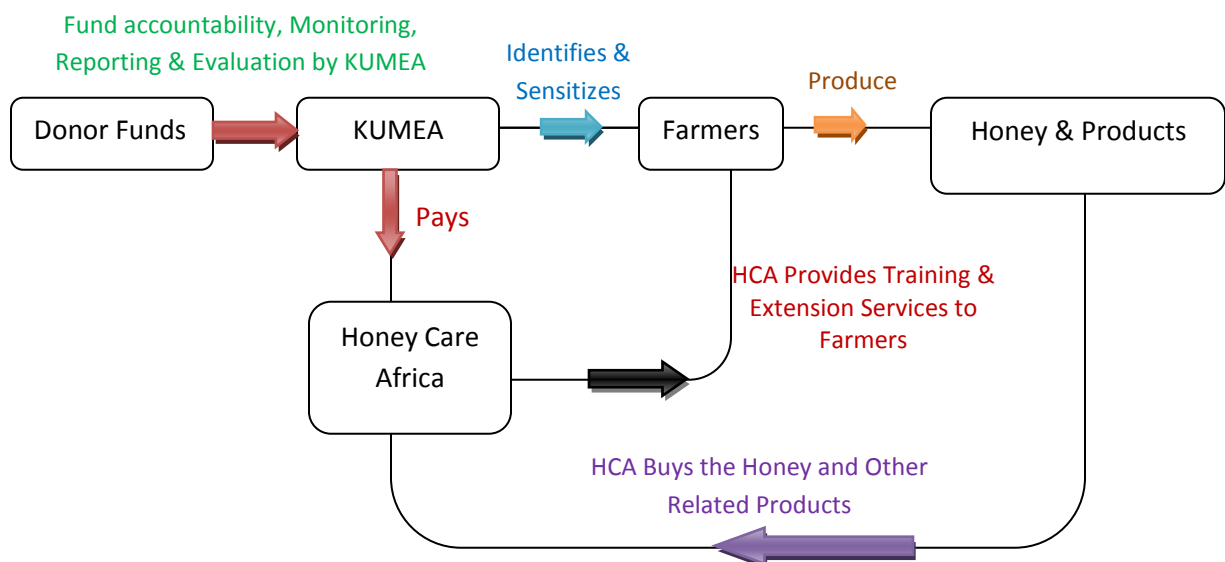 Fund accountability, Monitoring,
Reporting & Evaluation by KUMEA
Identifies &
Sensitizes
Produce
Donor Funds
KUMEA
Farmers
Honey & Products
Pays
HCA Provides Training &
Extension Services to
Farmers
Honey Care
Africa
HCA Buys the Honey and Other
Related Products